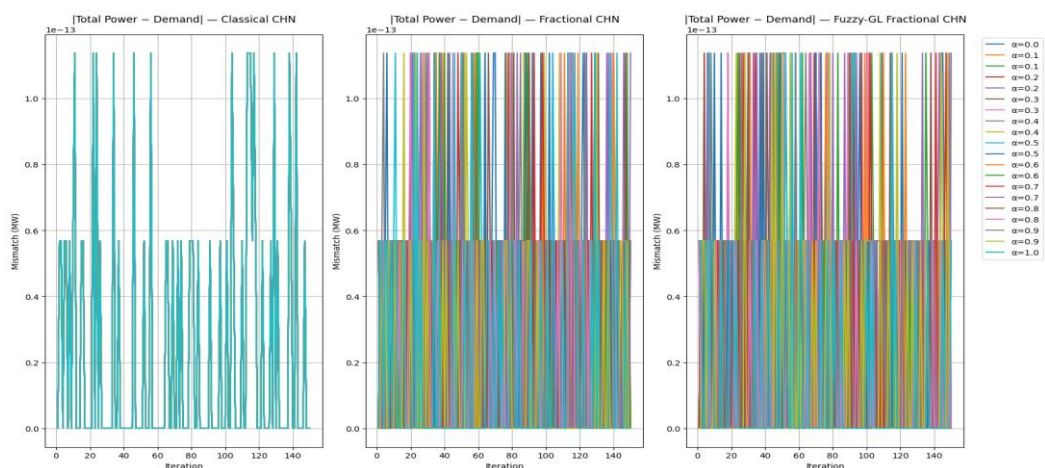 |Total Power − Demand| — Classical CHN
1e−13
Mismatch (MW)
1.0
0.8
0.6
0.4
0.2
0.0
0 20 40 60 80 100 120 140
Iteration
|Total Power − Demand| — Fractional CHN
1e−13
Mismatch (MW)
1.0
0.8
0.6
0.4
0.2
0.0
0 20 40 60 80 100 120 140
Iteration
|Total Power − Demand| — Fuzzy-GL Fractional CHN
1e−13
Mismatch (MW)
1.0
0.8
0.6
0.4
0.2
0.0
0 20 40 60 80 100 120 140
Iteration
α=0.0
α=0.1
α=0.1
α=0.2
α=0.2
α=0.3
α=0.3
α=0.4
α=0.4
α=0.5
α=0.5
α=0.6
α=0.6
α=0.7
α=0.7
α=0.8
α=0.8
α=0.9
α=0.9
α=1.0